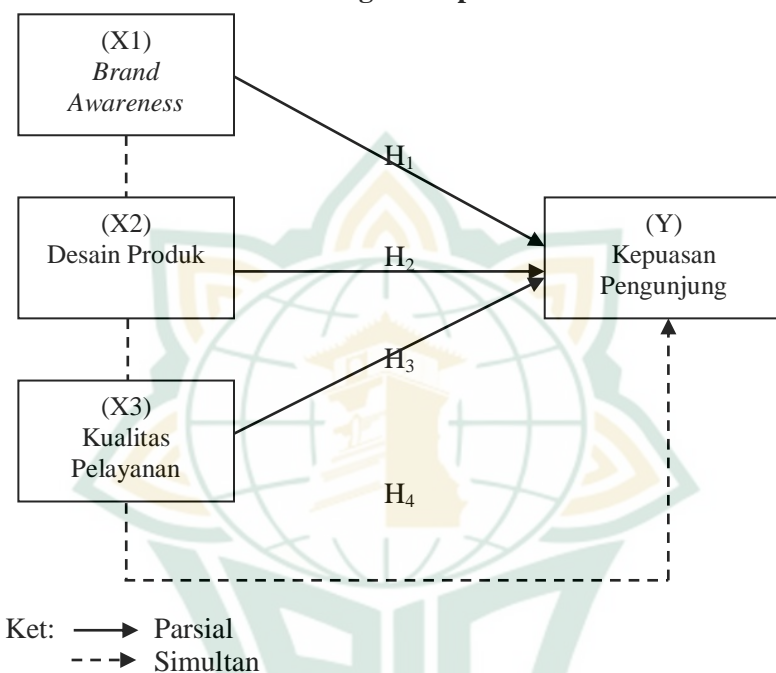 (X1)
Brand
Awareness
H₁
(X2)
Desain Produk
H₂
(Y)
Kepuasan
Pengunjung
(X3)
Kualitas
Pelayanan
H₃
H₄
Ket: Parsial
Simultan